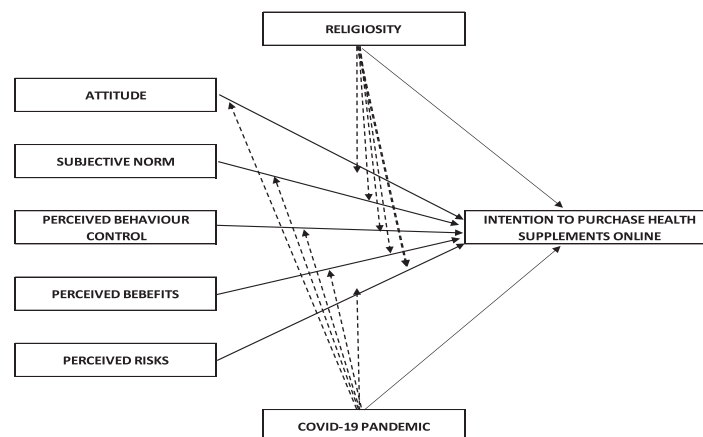 RELIGIOSITY
ATTITUDE
SUBJECTIVE NORM
PERCEIVED BEHAVIOUR
CONTROL
INTENTION TO PURCHASE HEALTH
SUPPLEMENTS ONLINE
PERCEIVED BEBEFITS
PERCEIVED RISKS
COVID-19 PANDEMIC